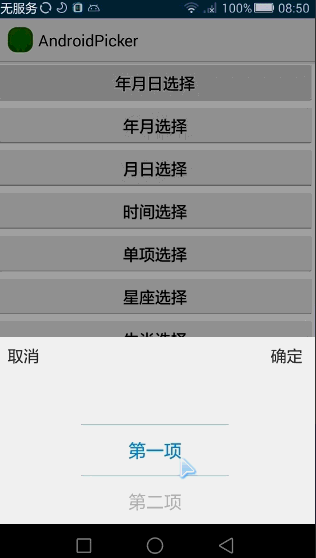 无服务 100% 08:50
AndroidPicker
年月日选择
年月选择
月日选择
时间选择
单项选择
星座选择
取消 确定
第一项
第二项